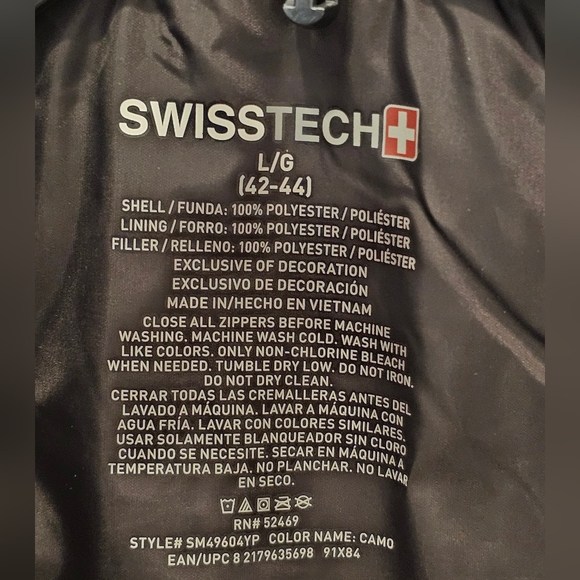 SWISSTECH
L/G
(42-44)
SHELL / FUNDA: 100% POLYESTER / POLIÉSTER
LINING / FORRO: 100% POLYESTER / POLIÉSTER
FILLER / RELLENO: 100% POLYESTER / POLIÉSTER
EXCLUSIVE OF DECORATION
EXCLUSIVO DE DECORACIÓN
MADE IN/HECHO EN VIETNAM
CLOSE ALL ZIPPERS BEFORE MACHINE
WASHING. MACHINE WASH COLD. WASH WITH
LIKE COLORS. ONLY NON-CHLORINE BLEACH
WHEN NEEDED. TUMBLE DRY LOW. DO NOT IRON.
DO NOT DRY CLEAN.
CERRAR TODAS LAS CREMALLERAS ANTES DEL
LAVADO A MÁQUINA. LAVAR A MÁQUINA CON
AGUA FRÍA. LAVAR CON COLORES SIMILARES.
USAR SOLAMENTE BLANQUEADOR SIN CLORO
CUANDO SE NECESITE. SECAR EN MÁQUINA A
TEMPERATURA BAJA. NO PLANCHAR. NO LAVAR
EN SECO.
RN# 52469
STYLE# SM49604YP COLOR NAME: CAMO
EAN/UPC 8 2179635698 91X84